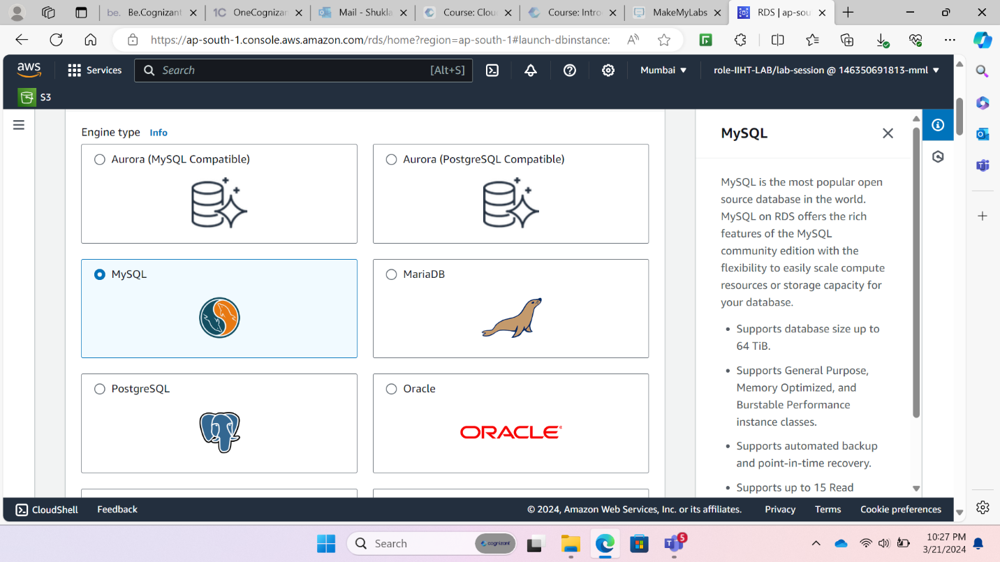 be. Be.Cognizant
1C OneCognizan
Mail - Shukla
Course: Clou
Course: Intro
MakeMyLabs
RDS | ap-sou
https://ap-south-1.console.aws.amazon.com/rds/home?region=ap-south-1#launch-dbinstance:
aws
Services
Search
[Alt+S]
Mumbai
role-IIHT-LAB/lab-session @ 146350691813-mml
S3
Engine type Info
Aurora (MySQL Compatible)
Aurora (PostgreSQL Compatible)
MySQL
MariaDB
PostgreSQL
Oracle
ORACLE
MySQL
MySQL is the most popular open
source database in the world.
MySQL on RDS offers the rich
features of the MySQL
community edition with the
flexibility to easily scale compute
resources or storage capacity for
your database.
• Supports database size up to
64 TiB.
• Supports General Purpose,
Memory Optimized, and
Burstable Performance
instance classes.
• Supports automated backup
and point-in-time recovery.
• Supports up to 15 Read
CloudShell
Feedback
© 2024, Amazon Web Services, Inc. or its affiliates.
Privacy
Terms
Cookie preferences
Search
cognizant
5
10:27 PM
3/21/2024